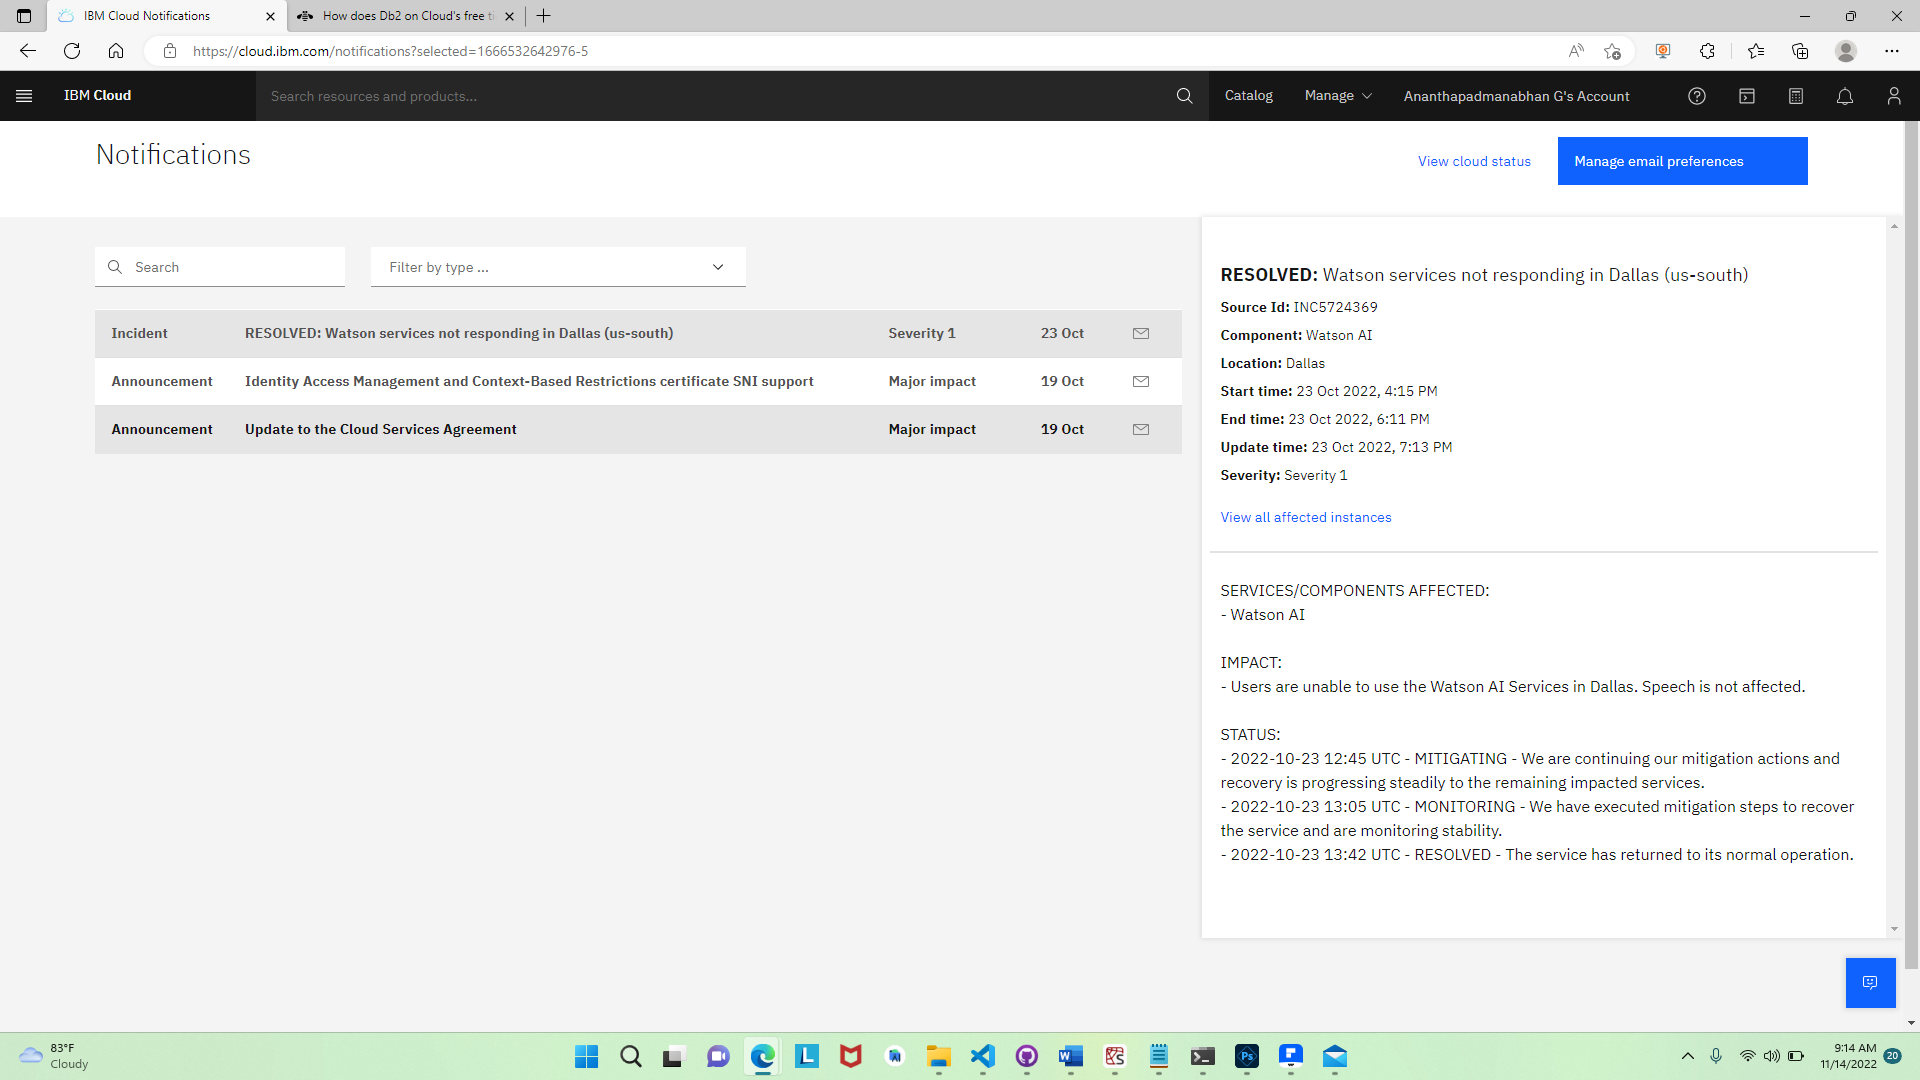 IBM Cloud Notifications
How does Db2 on Cloud's free ti
https://cloud.ibm.com/notifications?selected=1666532642976-5
IBM Cloud
Search resources and products...
Catalog
Manage
Ananthapadmanabhan G's Account
Notifications
View cloud status
Manage email preferences
Search
Filter by type ...
Incident RESOLVED: Watson services not responding in Dallas (us-south) Severity 1 23 Oct
Announcement Identity Access Management and Context-Based Restrictions certificate SNI support Major impact 19 Oct
Announcement Update to the Cloud Services Agreement Major impact 19 Oct
RESOLVED: Watson services not responding in Dallas (us-south)
Source Id: INC5724369
Component: Watson AI
Location: Dallas
Start time: 23 Oct 2022, 4:15 PM
End time: 23 Oct 2022, 6:11 PM
Update time: 23 Oct 2022, 7:13 PM
Severity: Severity 1
View all affected instances
SERVICES/COMPONENTS AFFECTED:
- Watson AI
IMPACT:
- Users are unable to use the Watson AI Services in Dallas. Speech is not affected.
STATUS:
- 2022-10-23 12:45 UTC - MITIGATING - We are continuing our mitigation actions and
recovery is progressing steadily to the remaining impacted services.
- 2022-10-23 13:05 UTC - MONITORING - We have executed mitigation steps to recover
the service and are monitoring stability.
- 2022-10-23 13:42 UTC - RESOLVED - The service has returned to its normal operation.
83°F
Cloudy
L
W
Ps
9:14 AM
11/14/2022
20